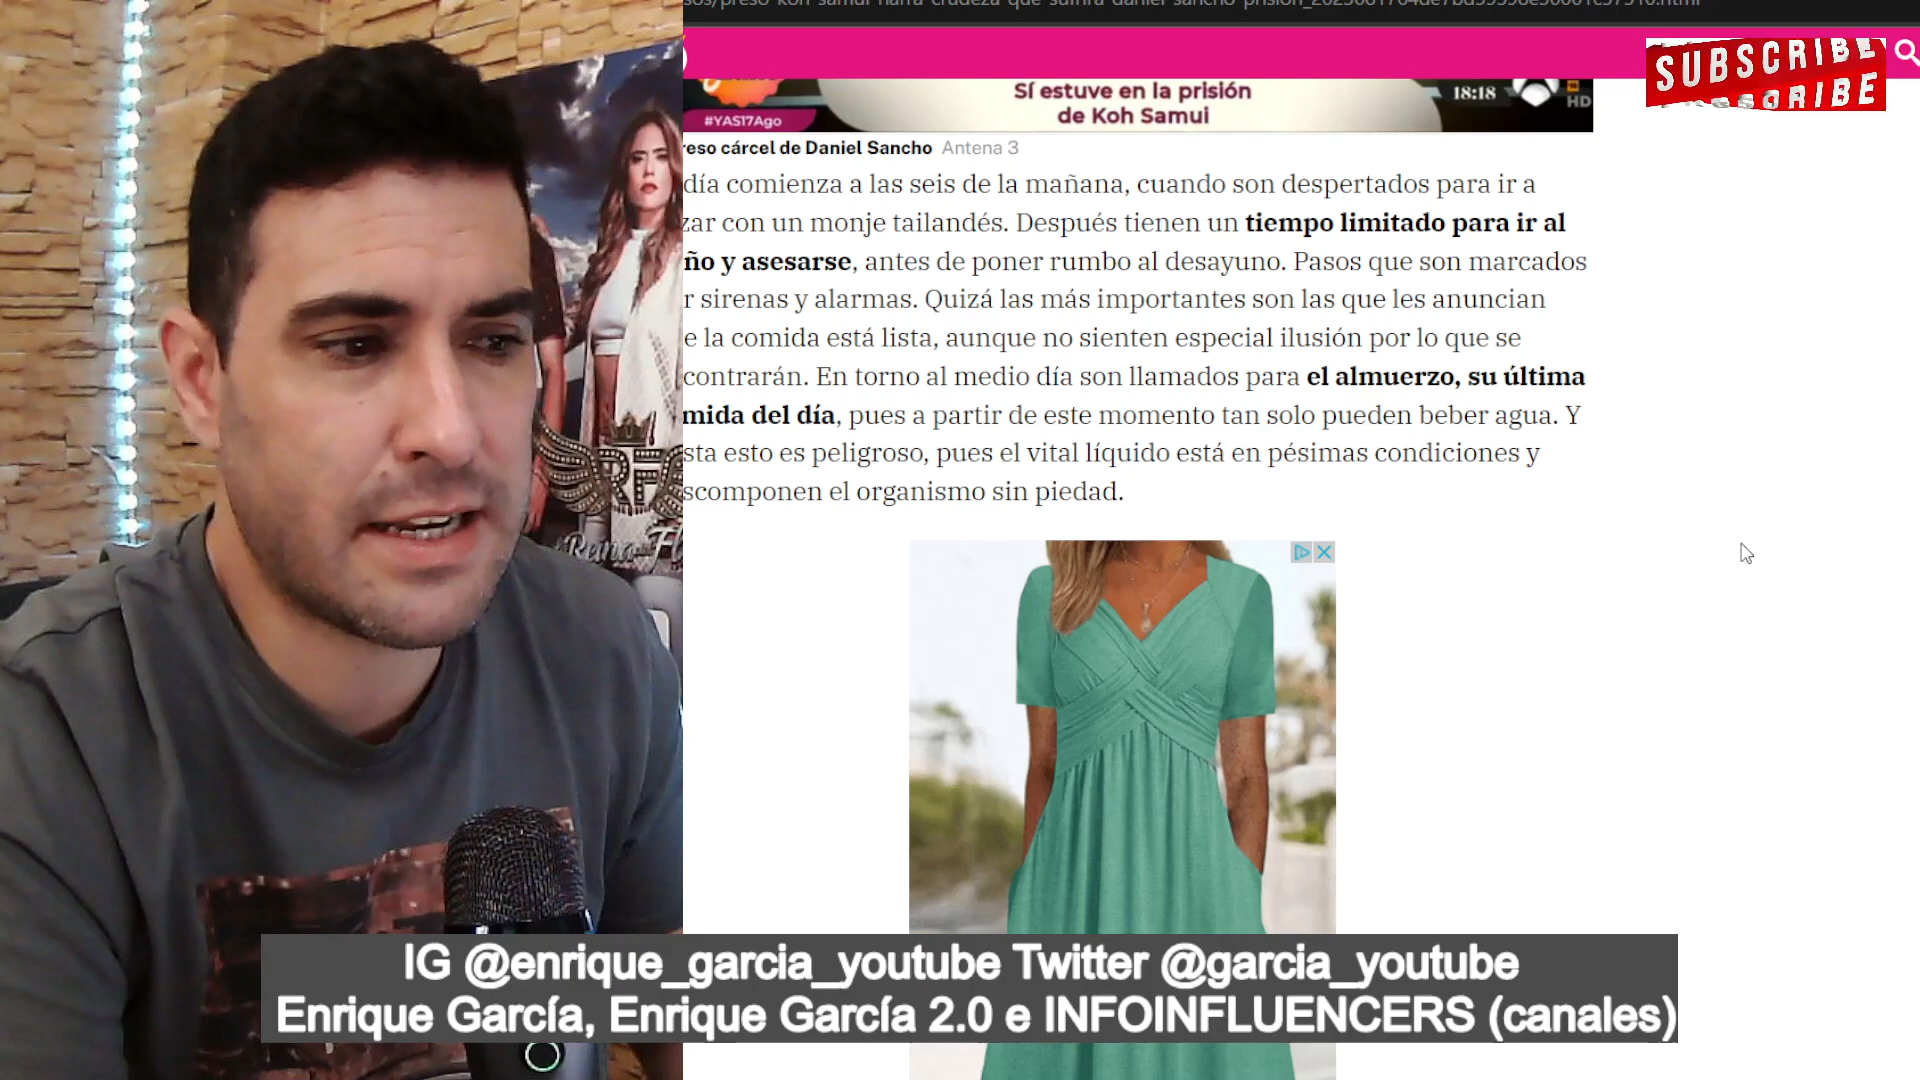 SUBSCRIBE
SUBSCRIBE
Sí estuve en la prisión
de Koh Samui
18:18
HD
#YAS17Ago
reso cárcel de Daniel Sancho Antena 3
día comienza a las seis de la mañana, cuando son despertados para ir a
zar con un monje tailandés. Después tienen un tiempo limitado para ir al
ño y asesarse, antes de poner rumbo al desayuno. Pasos que son marcados
r sirenas y alarmas. Quizá las más importantes son las que les anuncian
e la comida está lista, aunque no sienten especial ilusión por lo que se
contrarán. En torno al medio día son llamados para el almuerzo, su última
mida del día, pues a partir de este momento tan solo pueden beber agua. Y
sta esto es peligroso, pues el vital líquido está en pésimas condiciones y
scomponen el organismo sin piedad.
IG @enrique_garcia_youtube Twitter @garcia_youtube
Enrique García, Enrique García 2.0 e INFOINFLUENCERS (canales)